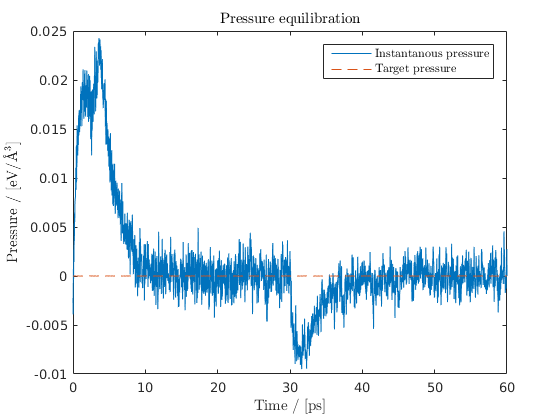 Pressure equilibration
Instantanous pressure
Target pressure
0.025
0.02
0.015
0.01
0.005
0
-0.005
-0.01
Pressure / [eV/Å³]
0 10 20 30 40 50 60
Time / [ps]